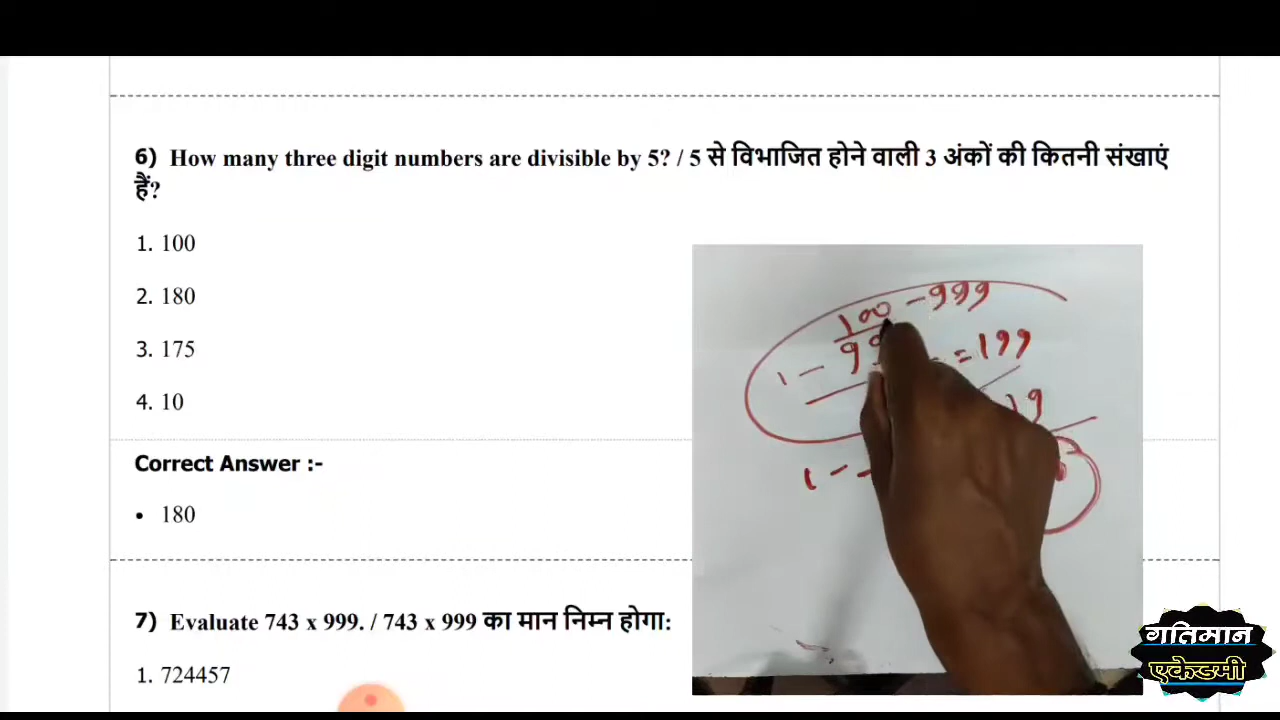 6) How many three digit numbers are divisible by 5? / 5 से विभाजित होने वाली 3 अंकों की कितनी संखाएं
हैं?
1. 100
2. 180
3. 175
4. 10
Correct Answer :-
• 180
100 - 999
= 199
7) Evaluate 743 x 999. / 743 x 999 का मान निम्न होगा:
1. 724457
गतिमान
एकेडमी